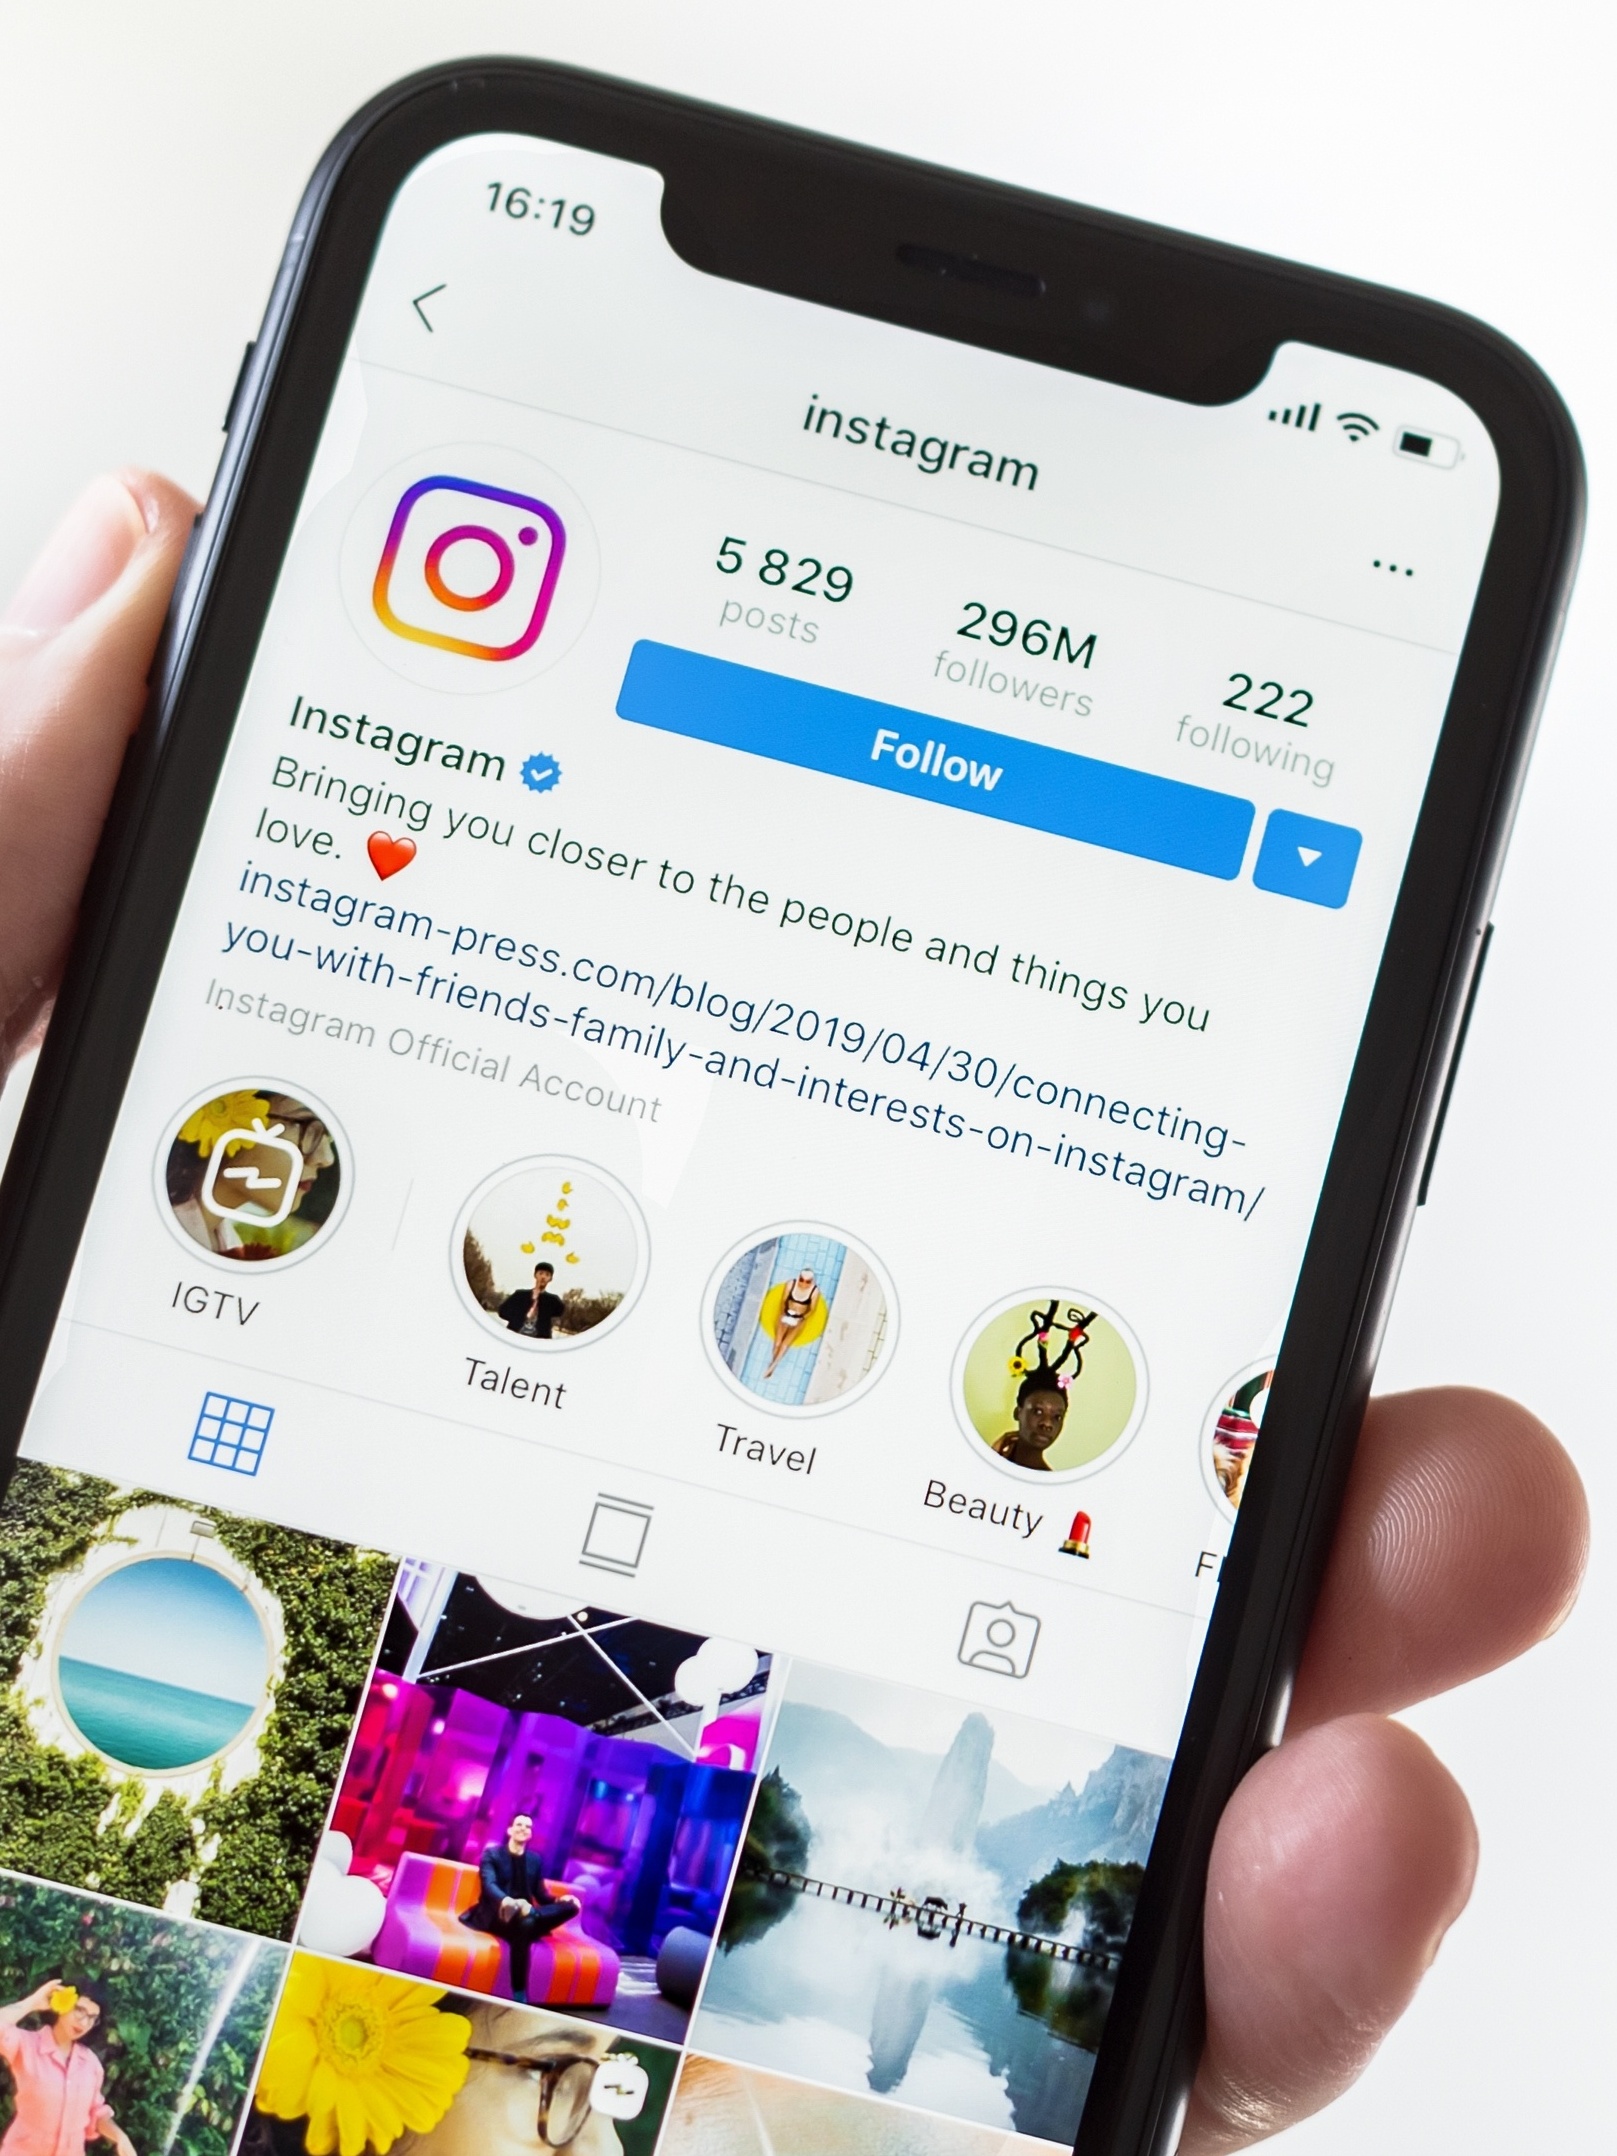 16:19
instagram
5 829 296M 222
posts followers following
Follow
Instagram
Bringing you closer to the people and things you
love. ❤️
instagram-press.com/blog/2019/04/30/connecting-
you-with-friends-family-and-interests-on-instagram/
Instagram Official Account
IGTV Talent Travel Beauty 💄